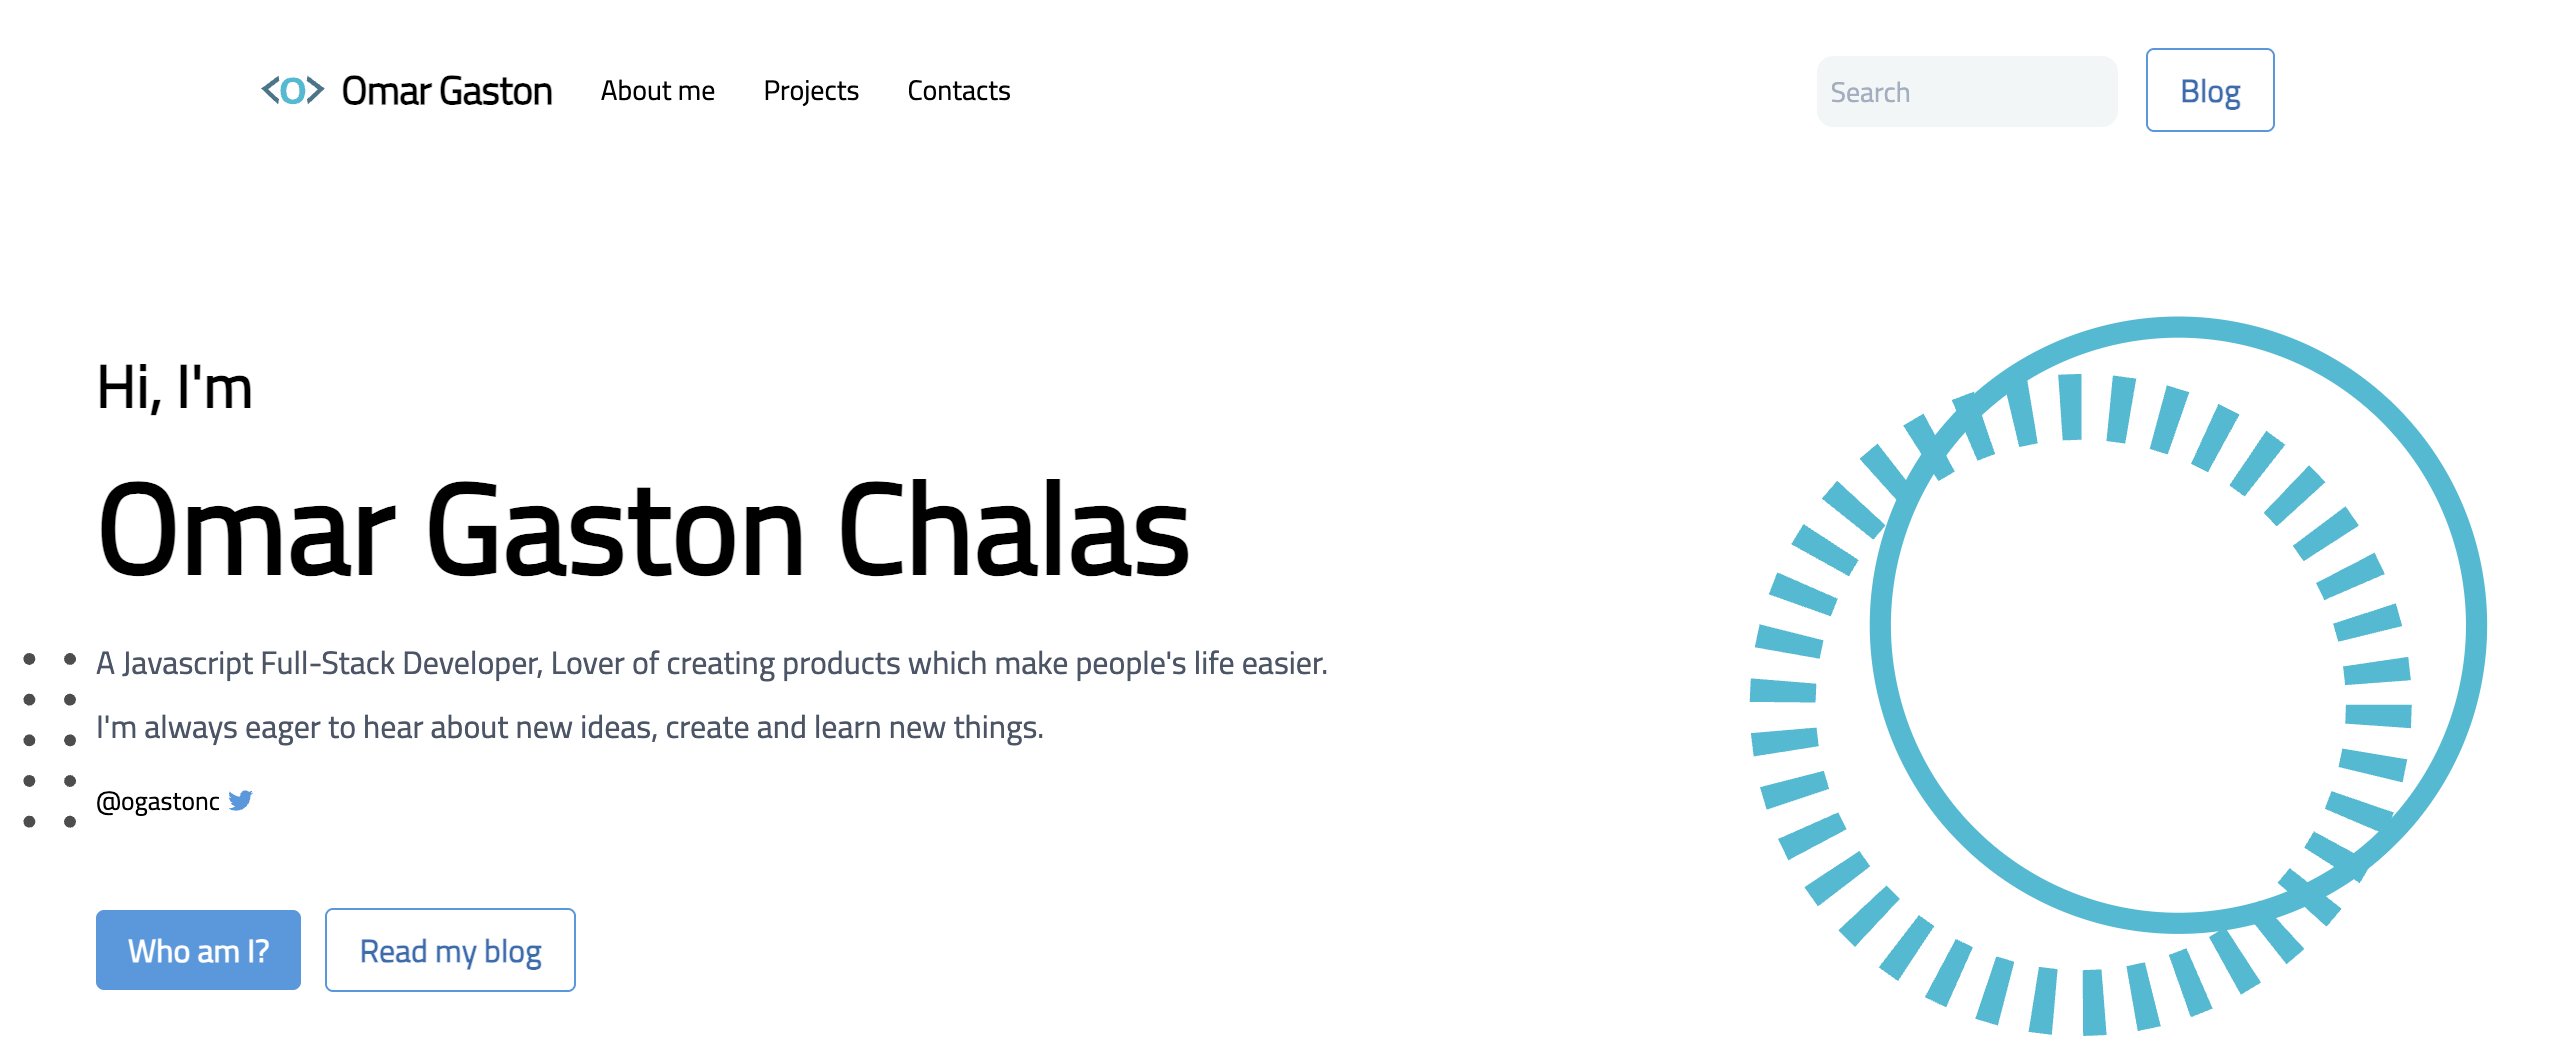 <O> Omar Gaston About me Projects Contacts Search Blog
Hi, I'm
Omar Gaston Chalas
A Javascript Full-Stack Developer, Lover of creating products which make people's life easier.
I'm always eager to hear about new ideas, create and learn new things.
@ogastonc
Who am I? Read my blog